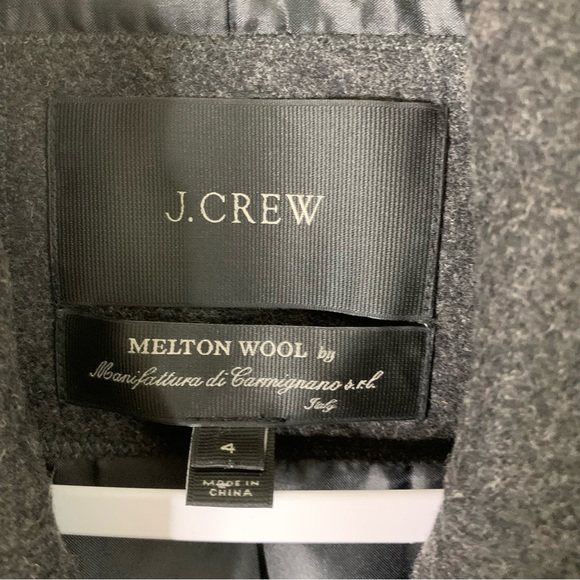 J.CREW
MELTON WOOL by
Manifattura di Carmignano s.r.l.
Italy
4
MADE IN
CHINA